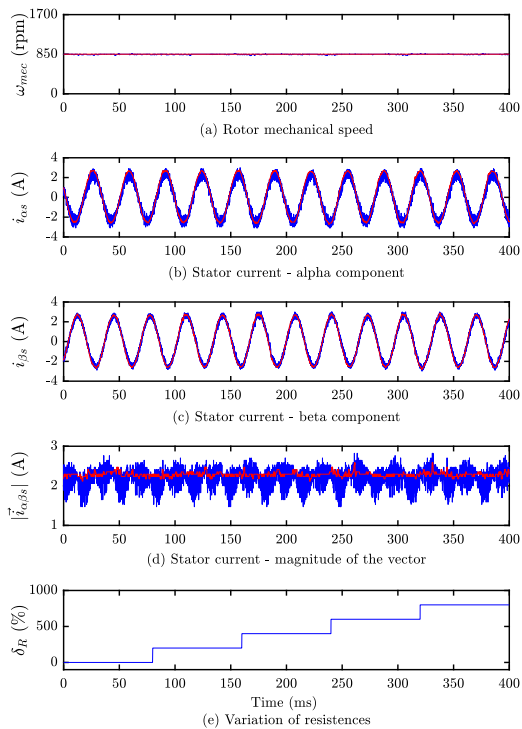 1700
850
0
ω_mec (rpm)
0 50 100 150 200 250 300 350 400
(a) Rotor mechanical speed
4
2
0
-2
-4
i_αs (A)
0 50 100 150 200 250 300 350 400
(b) Stator current - alpha component
4
2
0
-2
-4
i_βs (A)
0 50 100 150 200 250 300 350 400
(c) Stator current - beta component
3
2
1
|i⃗_αβs| (A)
0 50 100 150 200 250 300 350 400
(d) Stator current - magnitude of the vector
1000
500
0
δ_R (%)
0 50 100 150 200 250 300 350 400
Time (ms)
(e) Variation of resistences